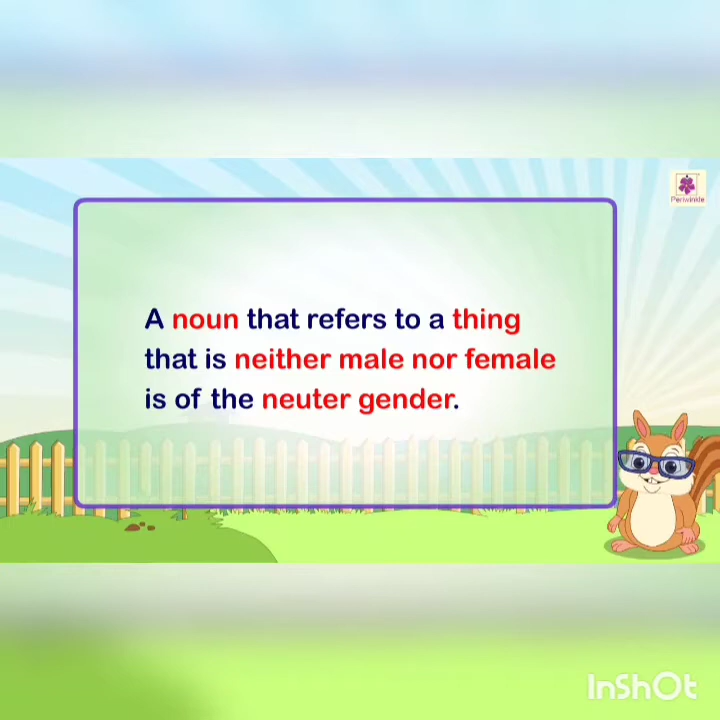 Periwinkle
A noun that refers to a thing
that is neither male nor female
is of the neuter gender.
InShOt